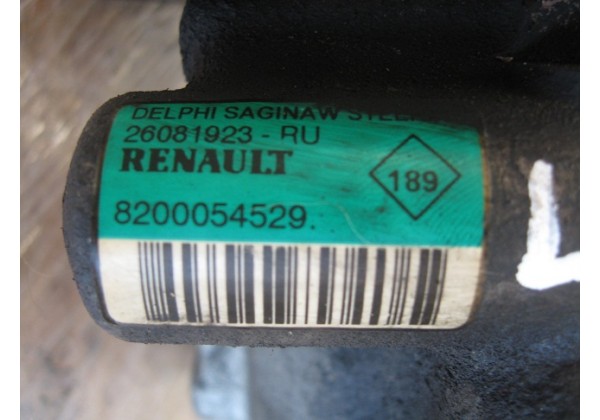 DELPHI SAGINAW
26081923 - RU
RENAULT
189
8200054529.
L